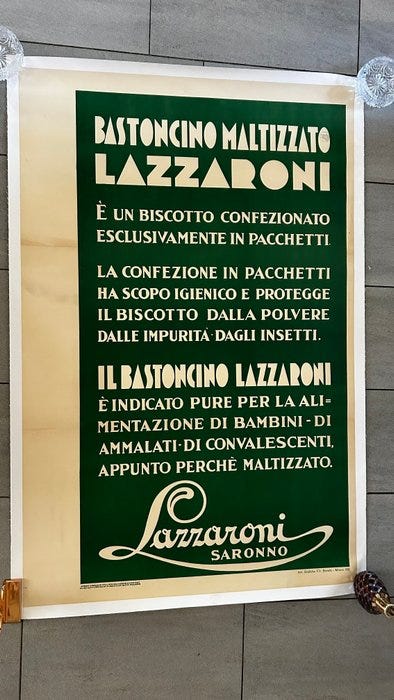 BASTONCINO MALTIZZATO
LAZZARONI
È UN BISCOTTO CONFEZIONATO
ESCLUSIVAMENTE IN PACCHETTI.
LA CONFEZIONE IN PACCHETTI
HA SCOPO IGIENICO E PROTEGGE
IL BISCOTTO DALLA POLVERE
DALLE IMPURITÀ·DAGLI INSETTI.
IL BASTONCINO LAZZARONI
È INDICATO PURE PER LA ALI=
MENTAZIONE DI BAMBINI-DI
AMMALATI-DI CONVALESCENTI,
APPUNTO PERCHÈ MALTIZZATO.
Lazzaroni
SARONNO